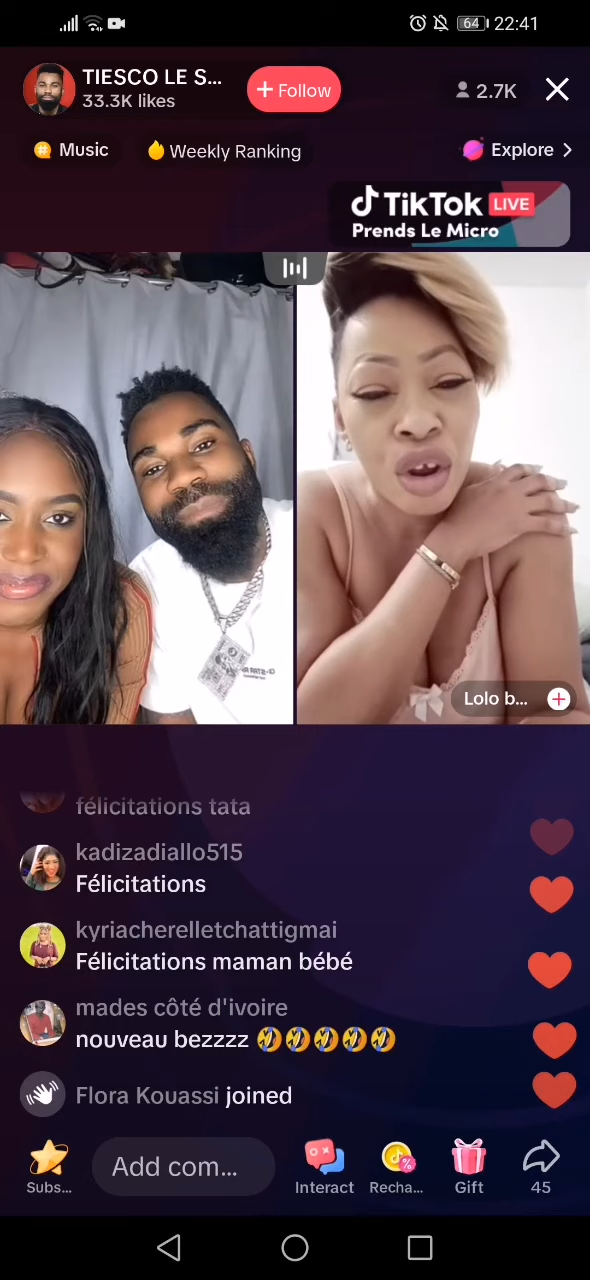 64 22:41
TIESCO LE S...
33.3K likes
+ Follow
2.7K
Music
Weekly Ranking
Explore >
TikTok LIVE
Prends Le Micro
Lolo b...
félicitations tata
kadizadiallo515
Félicitations
kyriacherelletchattigmai
Félicitations maman bébé
mades côté d'ivoire
nouveau bezzzz 🤣🤣🤣🤣🤣
Flora Kouassi joined
Subs...
Add com...
Interact
Recha...
Gift
45